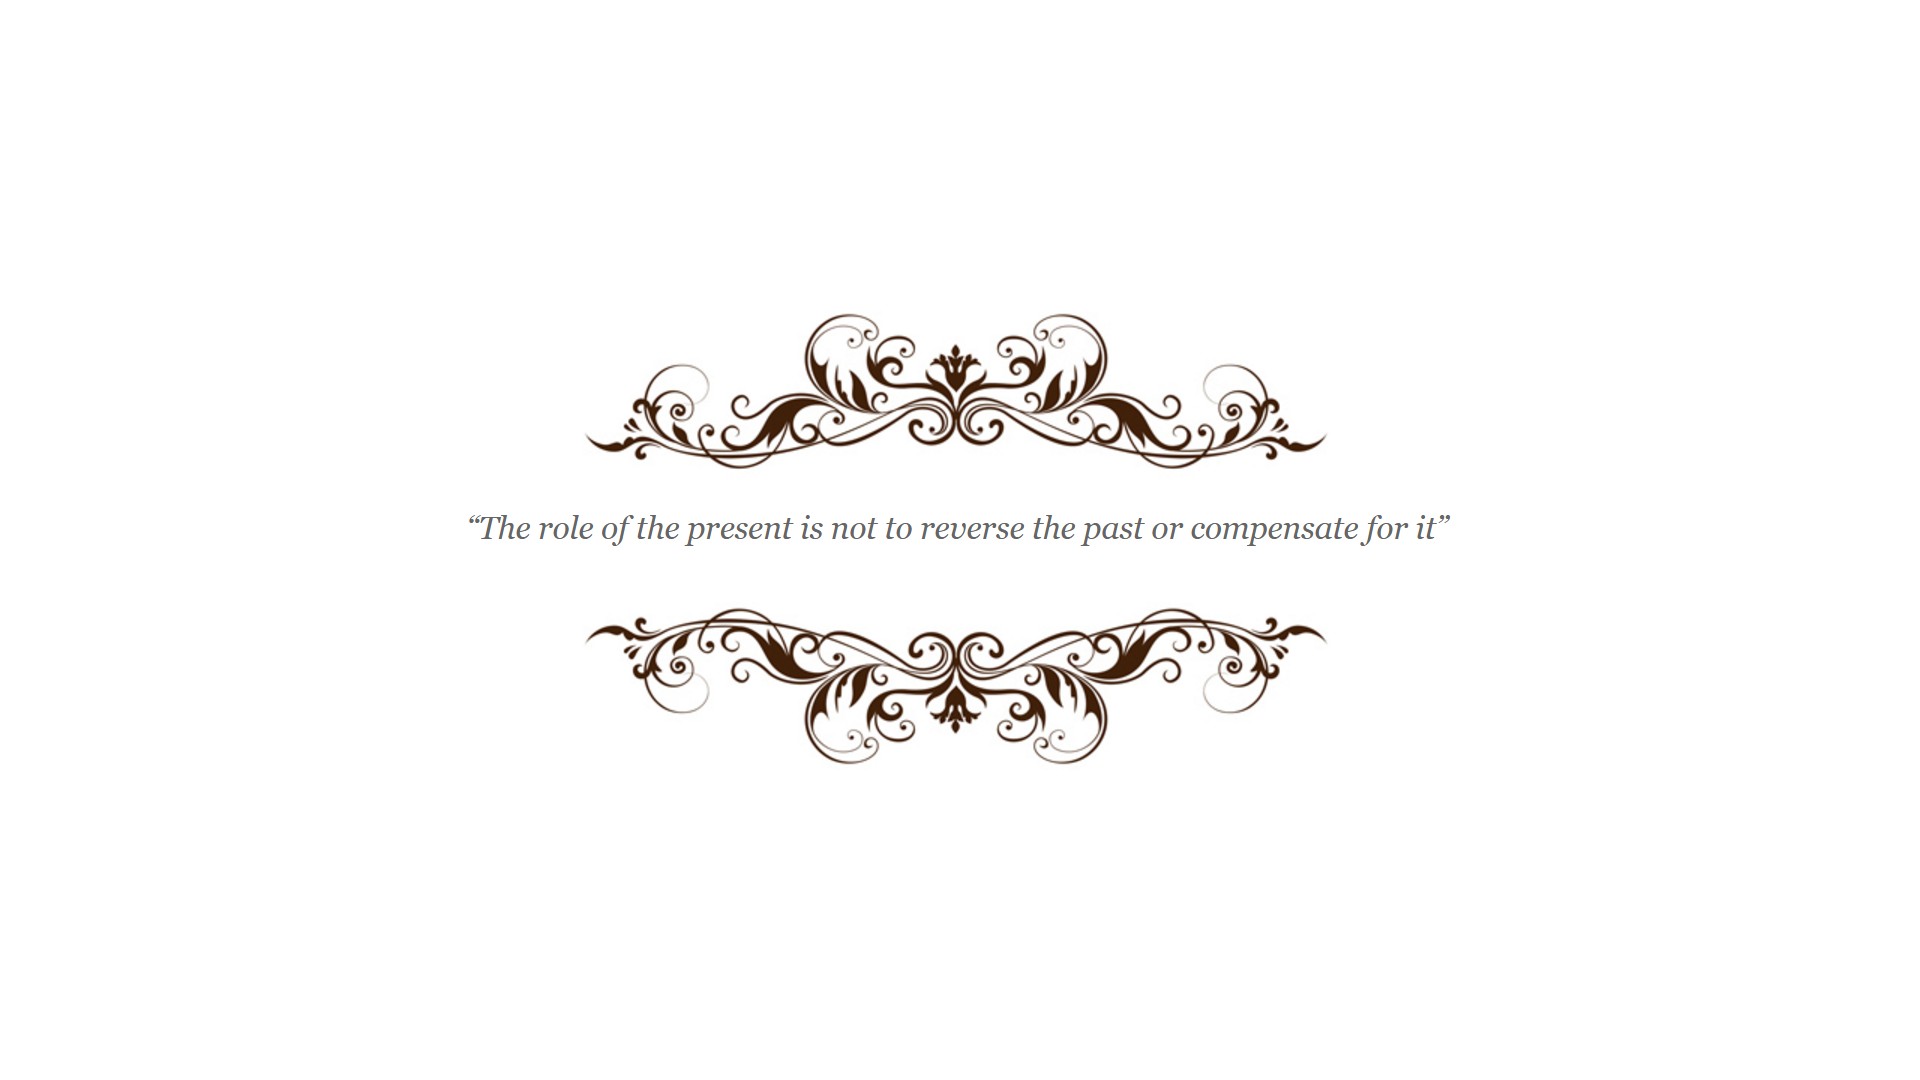 “The role of the present is not to reverse the past or compensate for it”